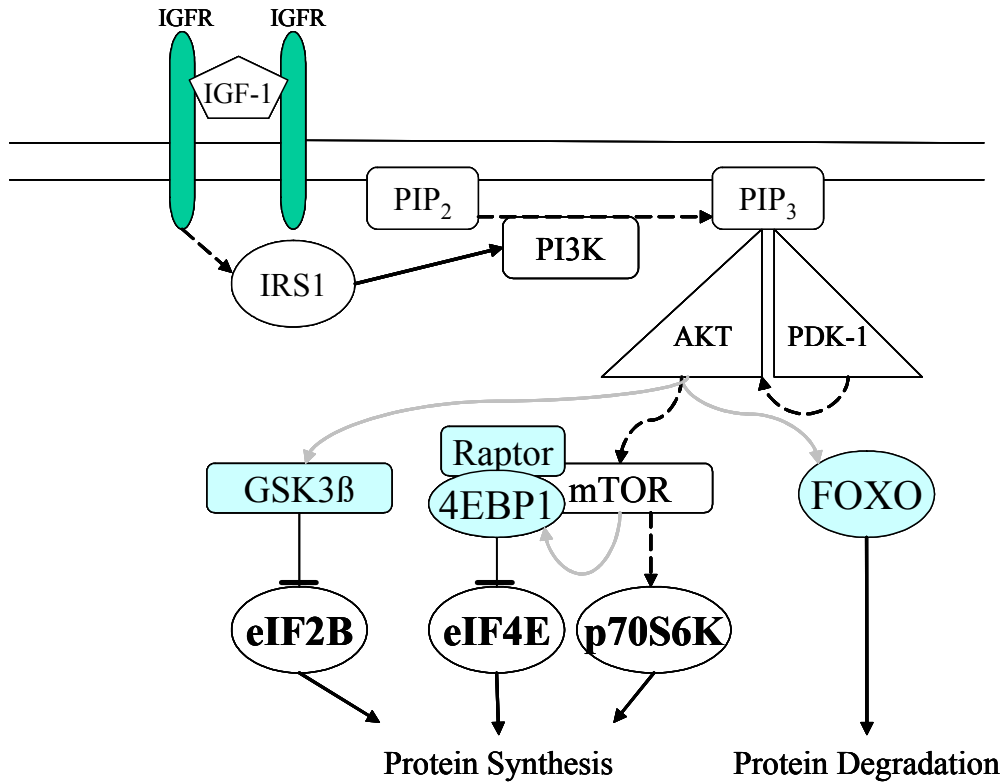 IGFR IGFR
IGF-1
PIP2 PIP3
PI3K
IRS1
AKT PDK-1
Raptor
GSK3ß 4EBP1 mTOR FOXO
eIF2B eIF4E p70S6K
Protein Synthesis Protein Degradation